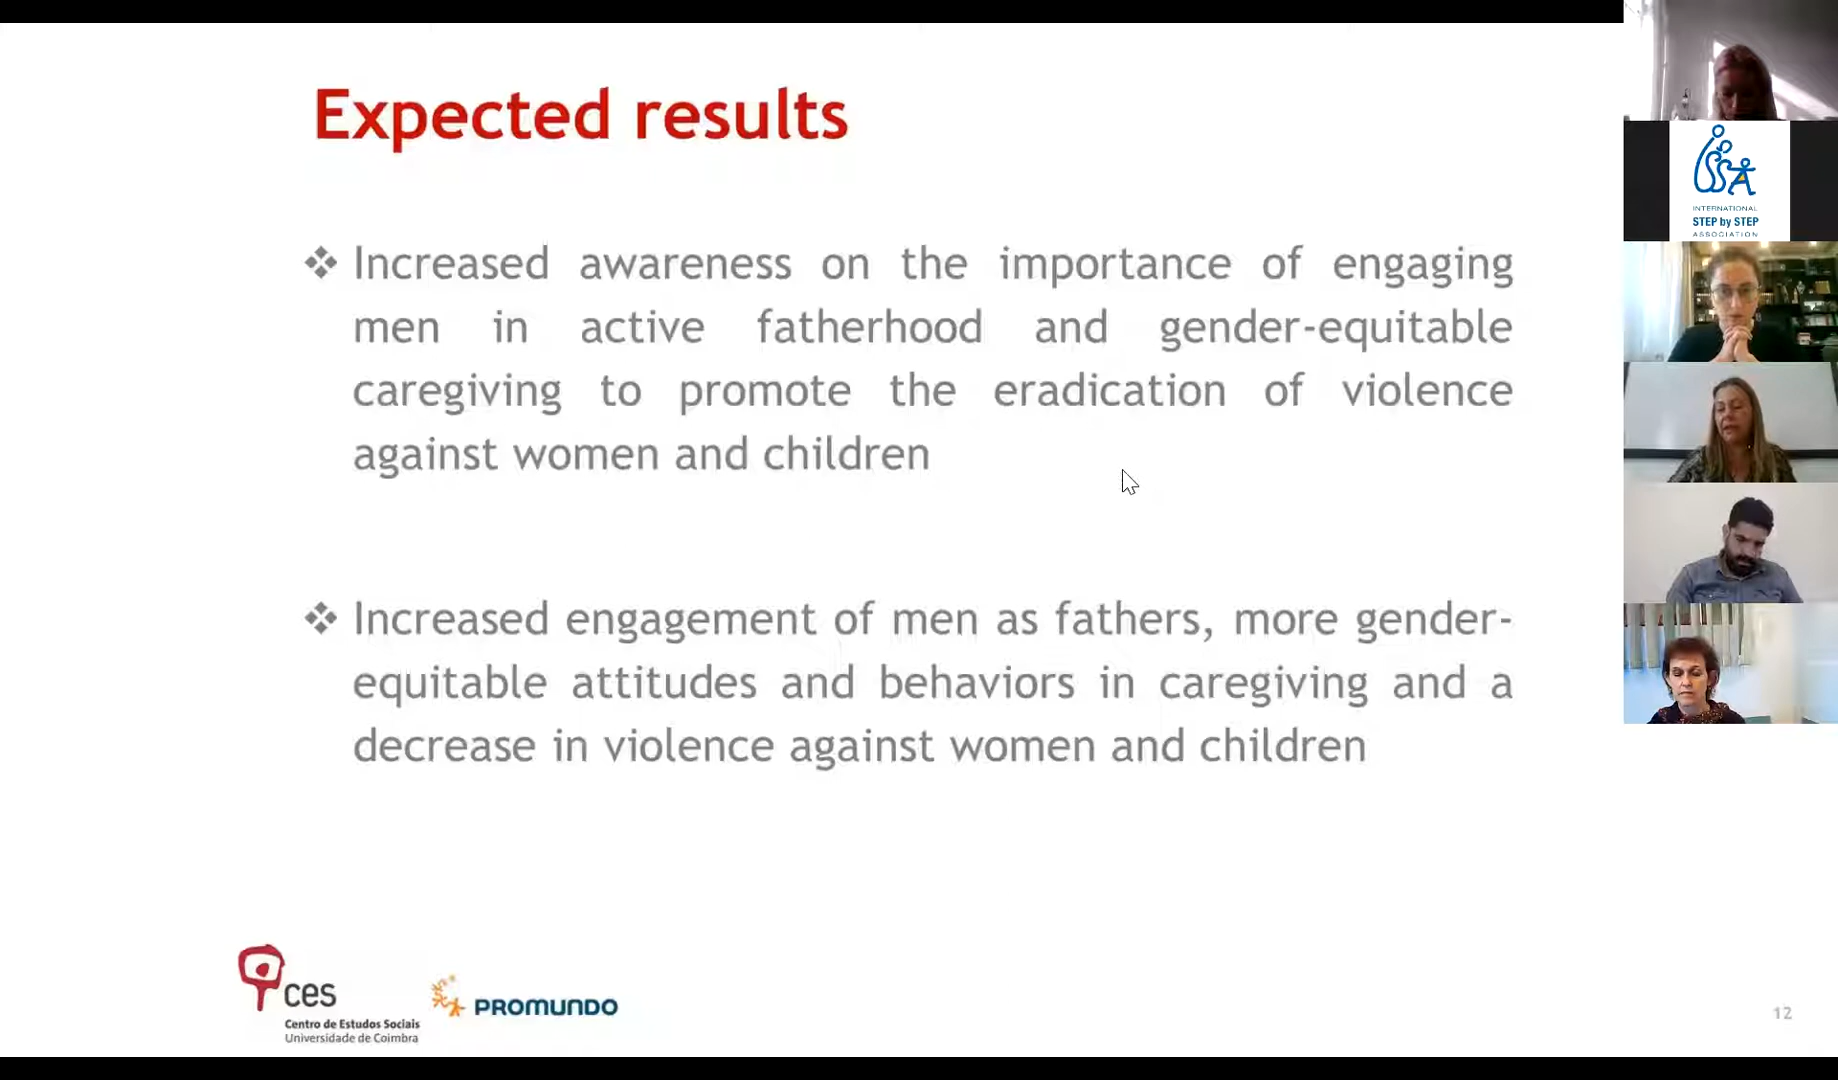 Expected results
❖ Increased awareness on the importance of engaging
men in active fatherhood and gender-equitable
caregiving to promote the eradication of violence
against women and children
❖ Increased engagement of men as fathers, more gender-
equitable attitudes and behaviors in caregiving and a
decrease in violence against women and children
ces
Centro de Estudos Sociais
Universidade de Coimbra
PROMUNDO
12
ISSA
INTERNATIONAL
STEP by STEP
ASSOCIATION